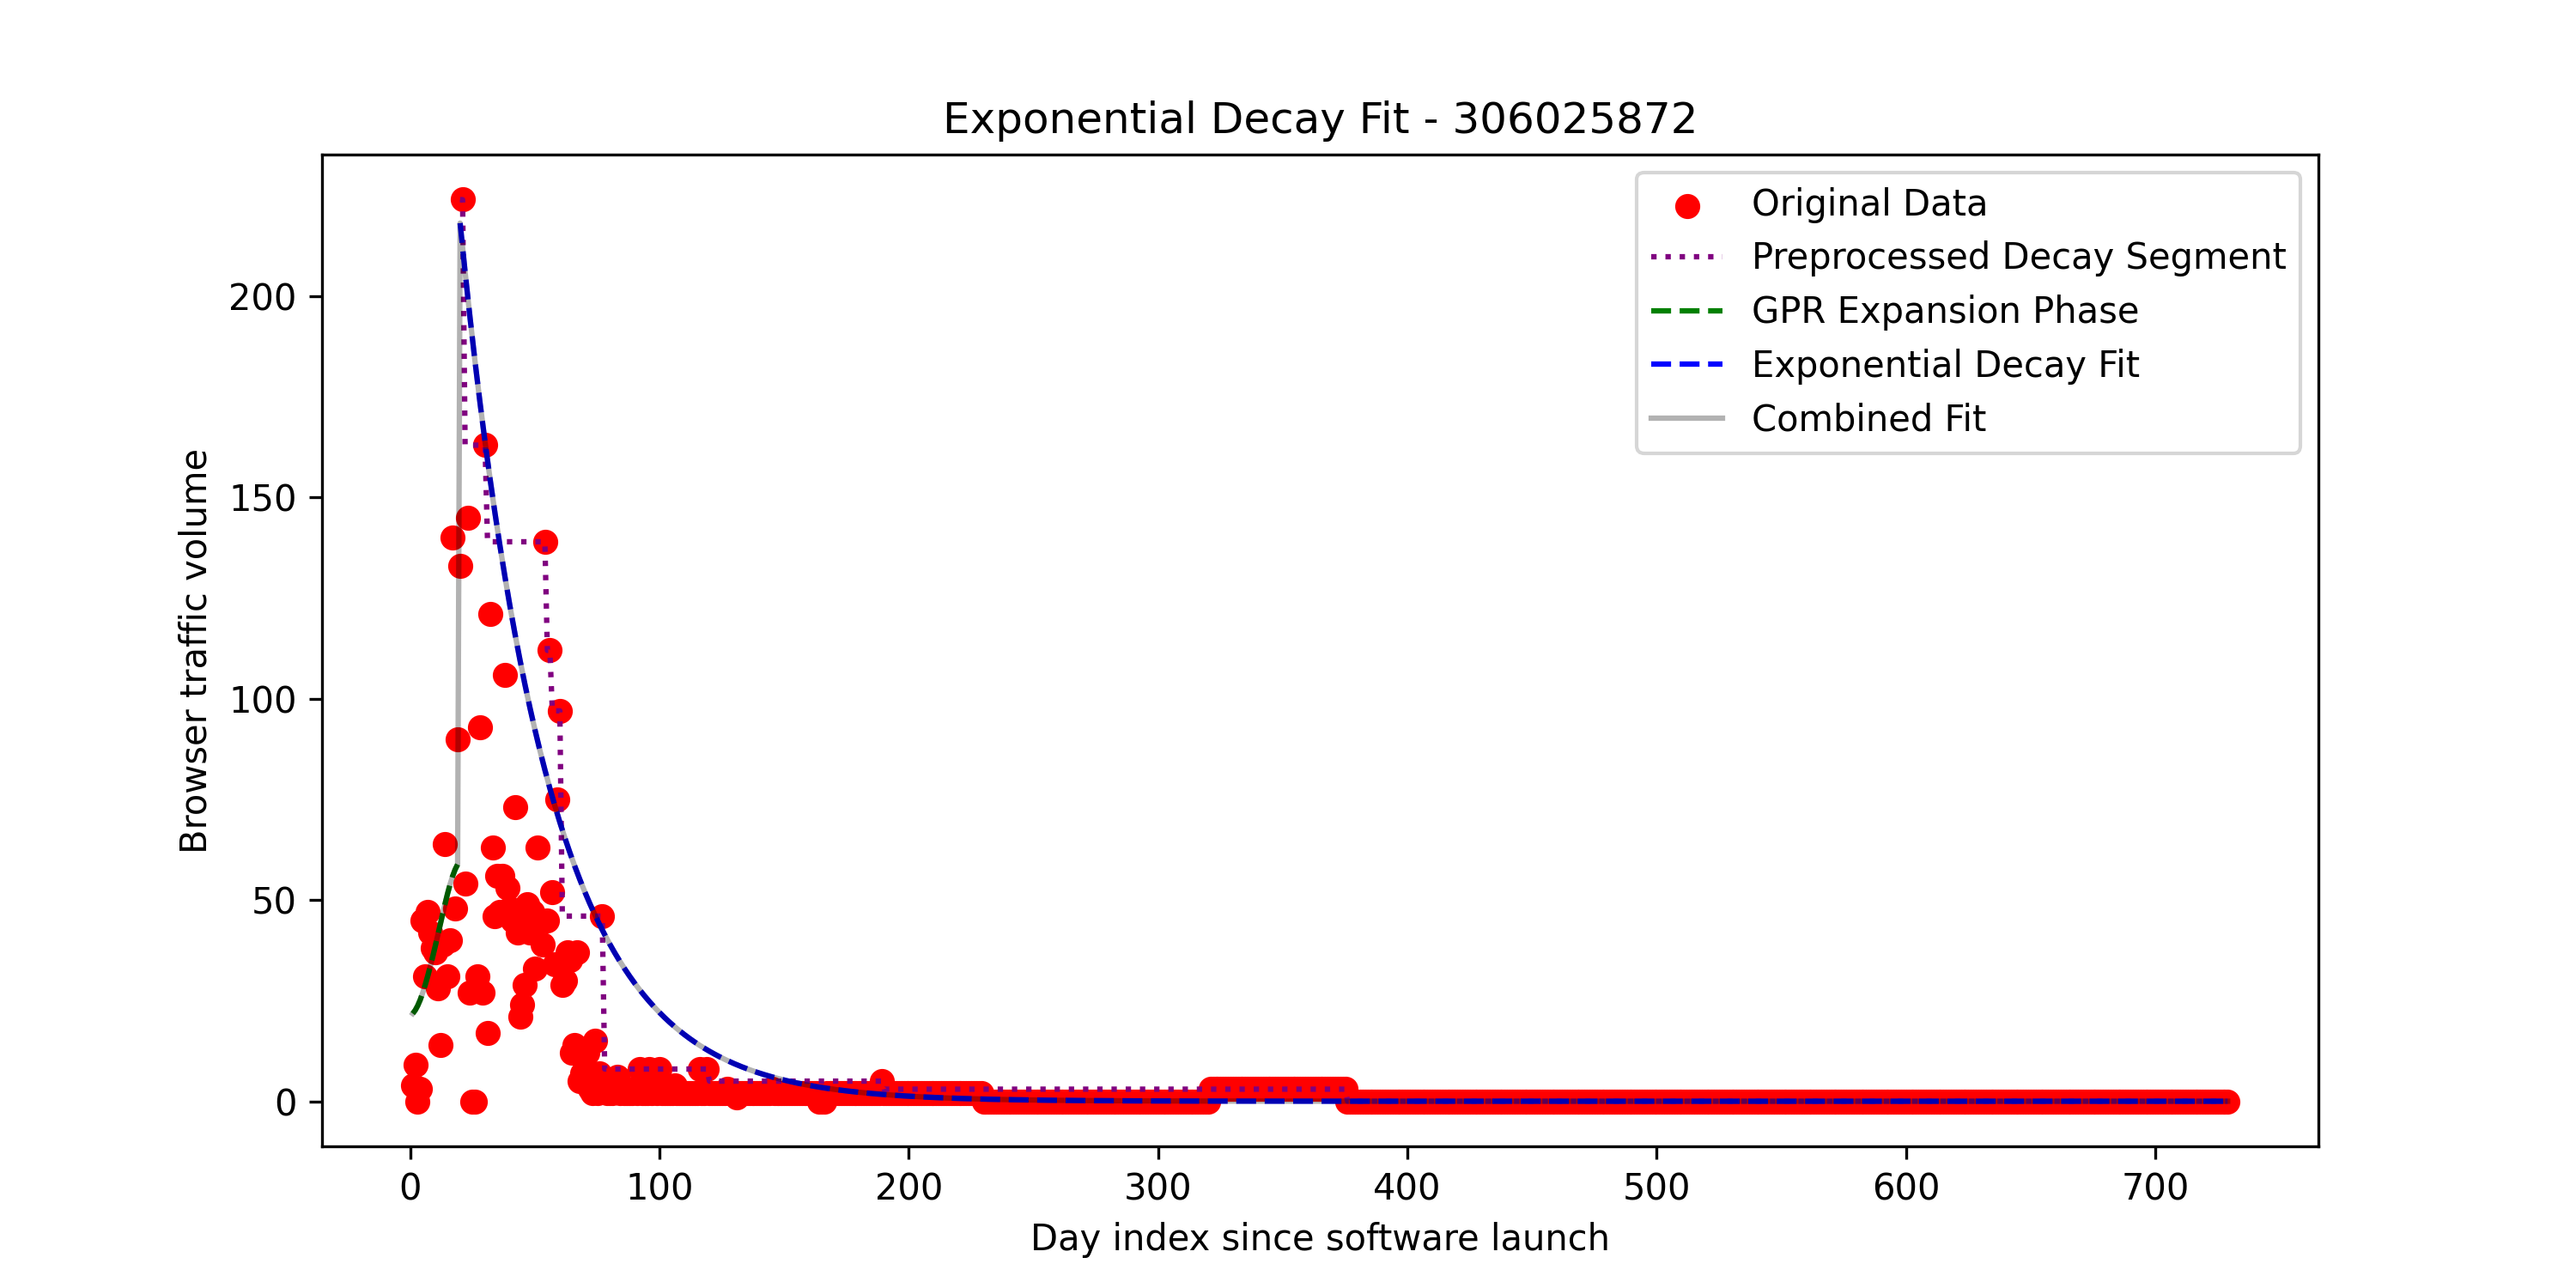 Exponential Decay Fit - 306025872
Original Data
Preprocessed Decay Segment
GPR Expansion Phase
Exponential Decay Fit
Combined Fit
Browser traffic volume
200
150
100
50
0
0 100 200 300 400 500 600 700
Day index since software launch